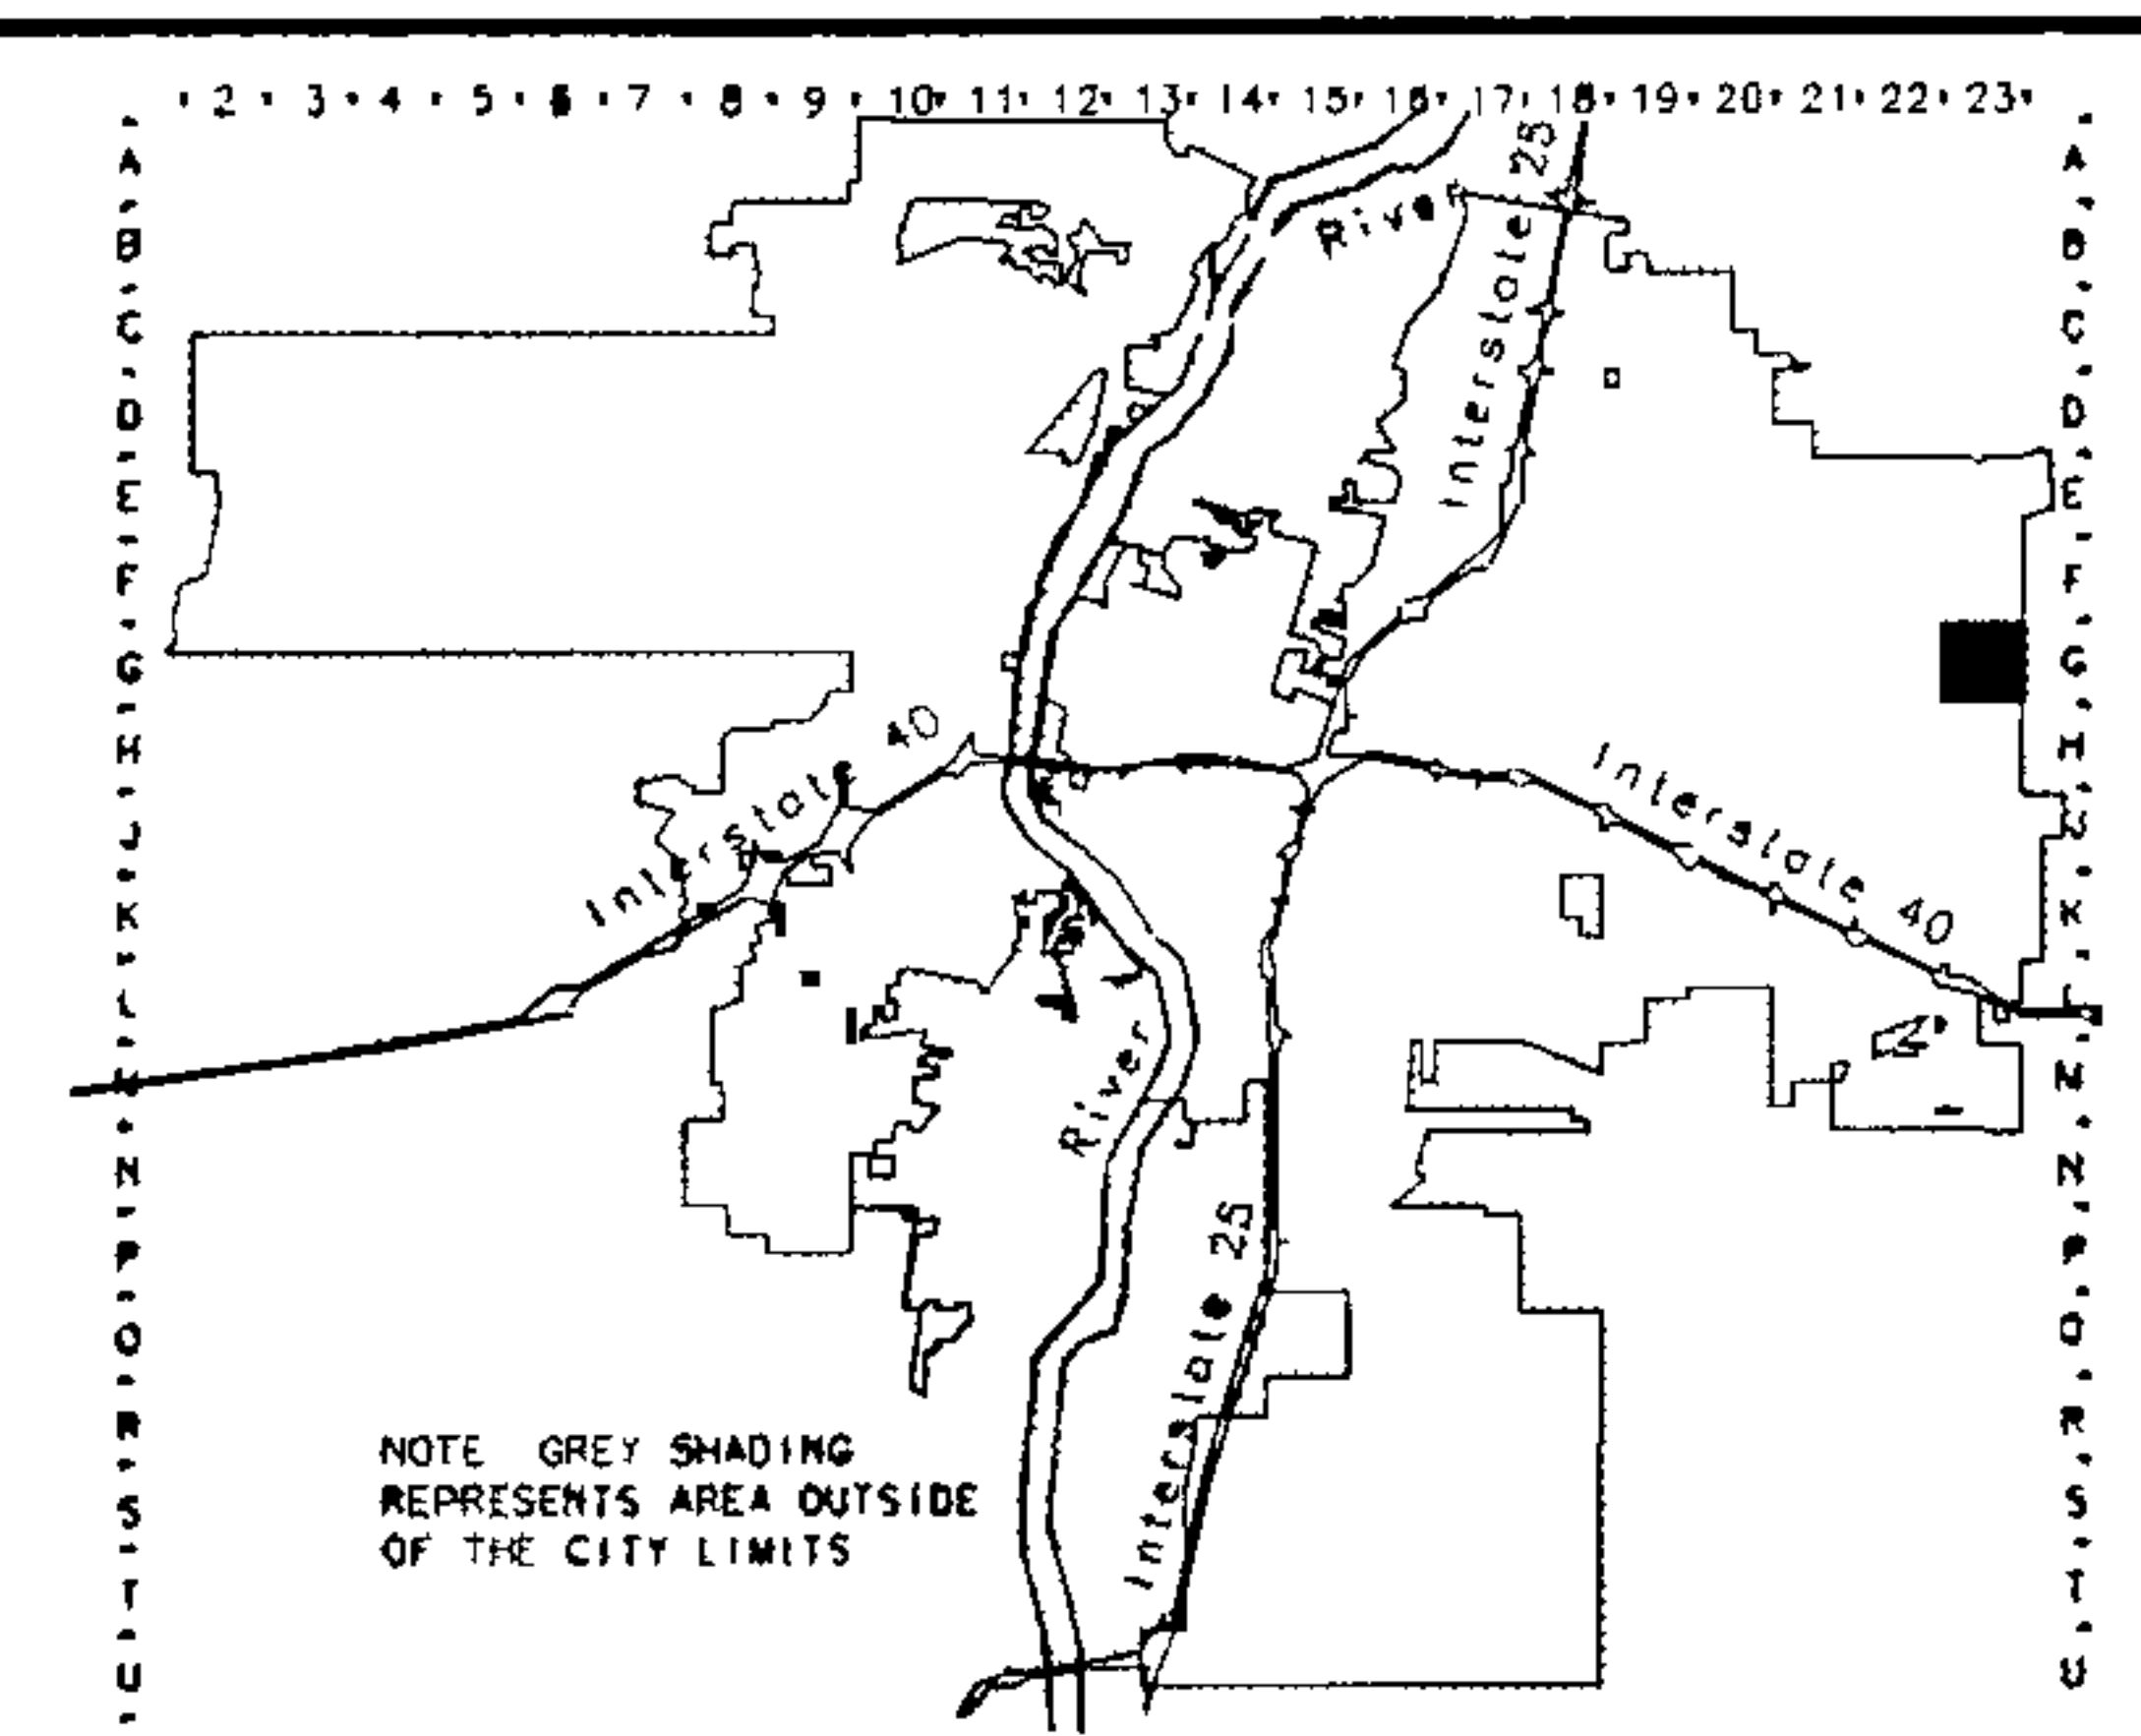 2 3 4 5 6 7 8 9 10 11 12 13 14 15 16 17 18 19 20 21 22 23
A A
B B
C C
D D
E E
F F
G G
H H
J J
K K
L L
M M
N N
P P
Q Q
R R
S S
T T
U U
River
Interstate 25
Interstate 40
Interstate 40
River
Interstate 25
NOTE GREY SHADING
REPRESENTS AREA OUTSIDE
OF THE CITY LIMITS